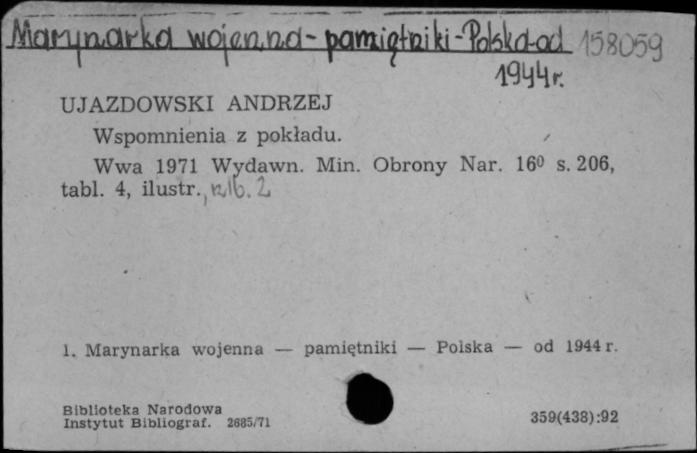 Marynarka wojenna - pamiętniki - Polska-od 158059
1944 r.
UJAZDOWSKI ANDRZEJ
Wspomnienia z pokładu.
Wwa 1971 Wydawn. Min. Obrony Nar. 16⁰ s. 206,
tabl. 4, ilustr., nlb. 2
1. Marynarka wojenna — pamiętniki — Polska — od 1944 r.
Biblioteka Narodowa
Instytut Bibliograf. 2685/71
359(438):92